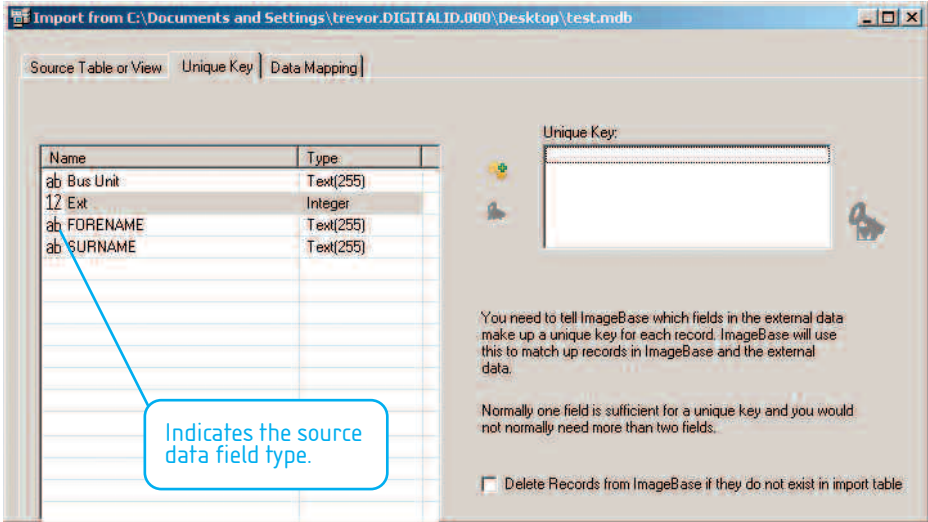 Import from C:\Documents and Settings\trevor.DIGITALID.000\Desktop\test.mdb
Source Table or View Unique Key Data Mapping
Name Type
ab Bus Unit Text(255)
12 Ext Integer
ab FORENAME Text(255)
ab SURNAME Text(255)
Indicates the source
data field type.
Unique Key:
You need to tell ImageBase which fields in the external data
make up a unique key for each record. ImageBase will use
this to match up records in ImageBase and the external
data.
Normally one field is sufficient for a unique key and you would
not normally need more than two fields.
Delete Records from ImageBase if they do not exist in import table